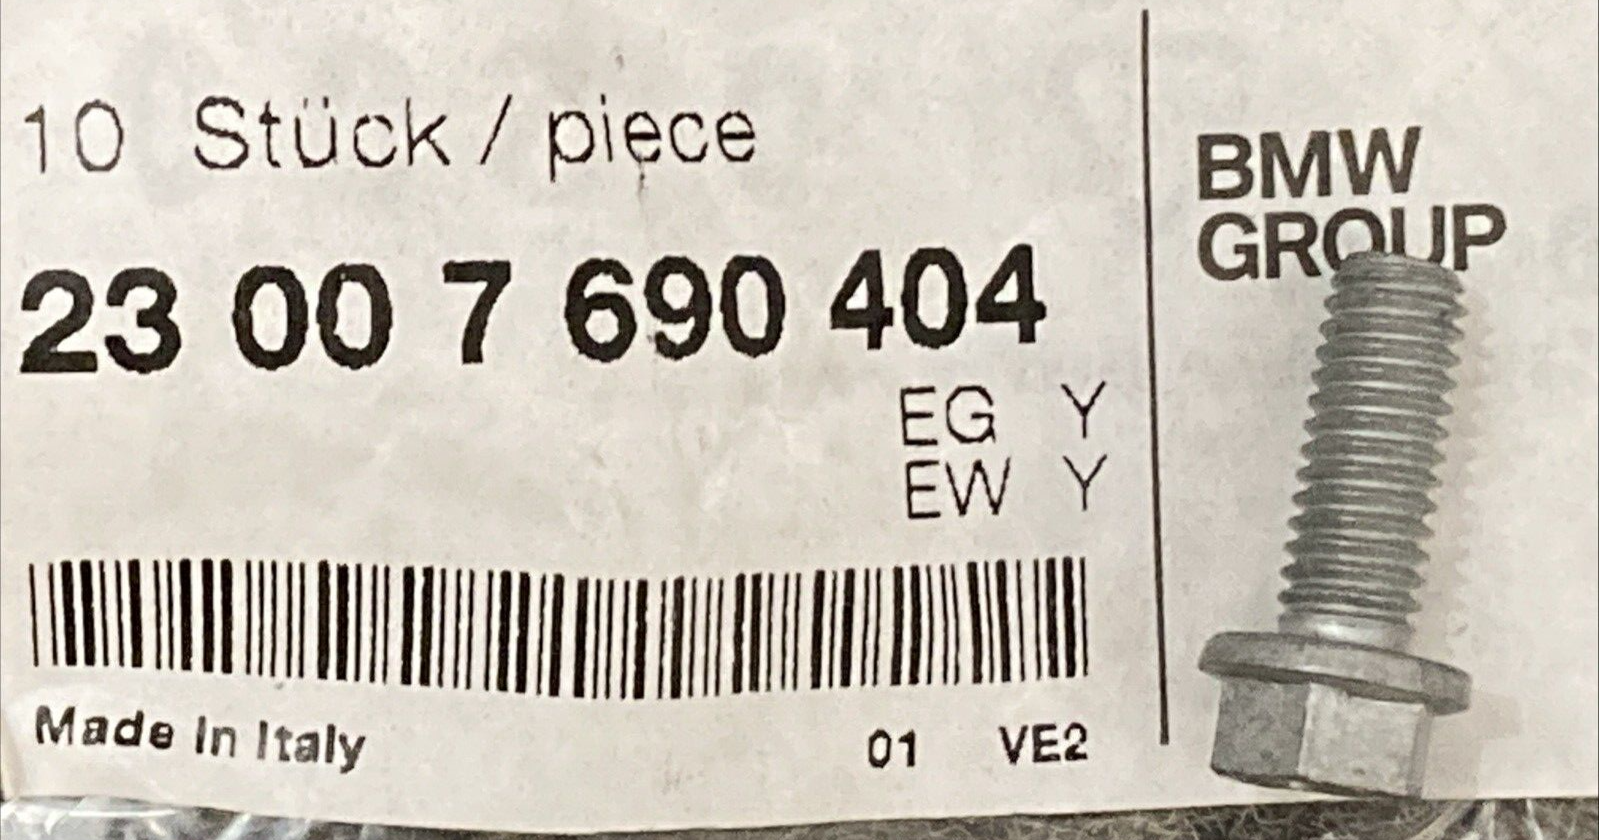 10 Stück / piece
23 00 7 690 404
EG Y
EW Y
Made in Italy
01 VE2
BMW
GROUP